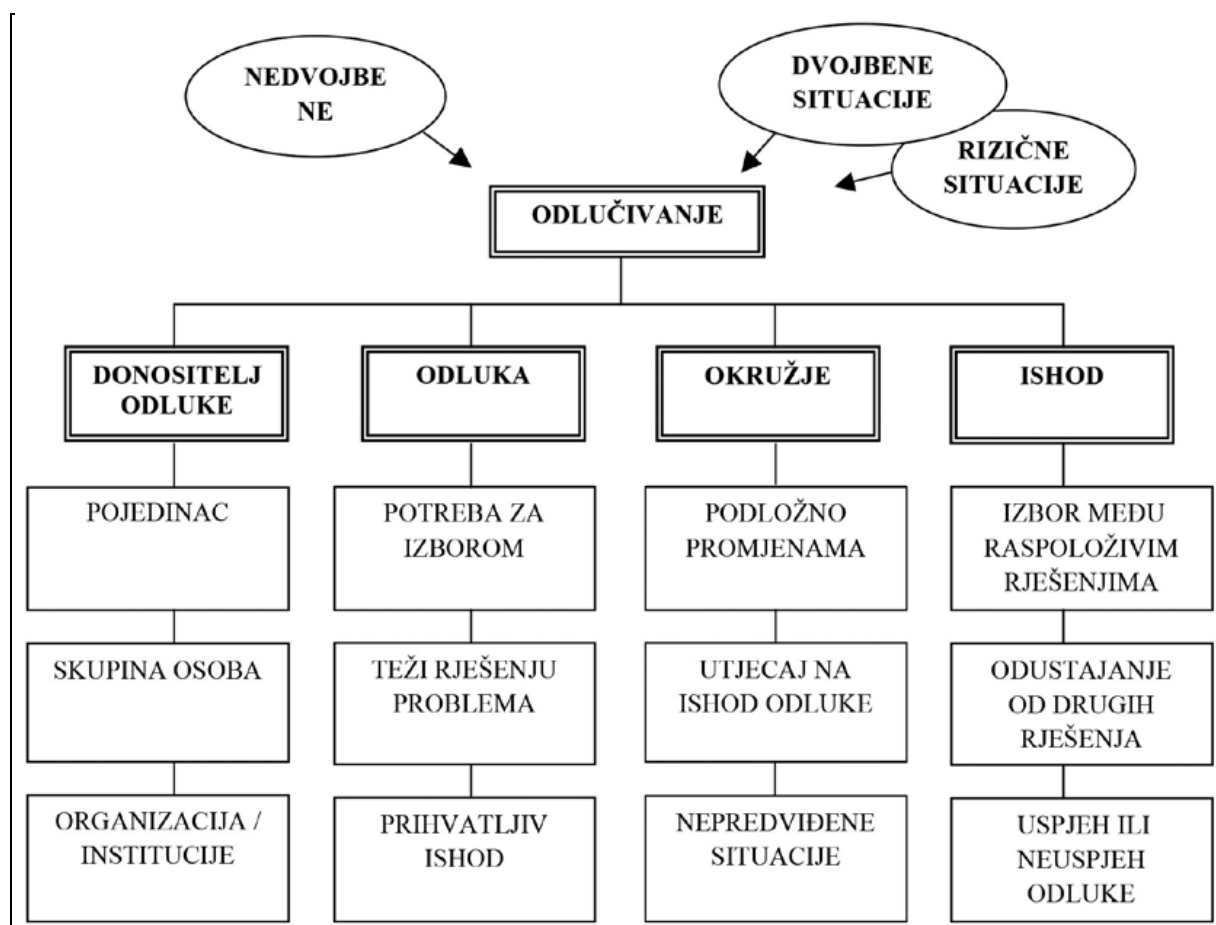 NEDVOJBE
NE
DVOJBENE
SITUACIJE
RIZIČNE
SITUACIJE
ODLUČIVANJE
DONOSITELJ
ODLUKE
ODLUKA
OKRUŽJE
ISHOD
POJEDINAC
POTREBA ZA
IZBOROM
PODLOŽNO
PROMJENAMA
IZBOR MEĐU
RASPOLOŽIVIM
RJEŠENJIMA
SKUPINA OSOBA
TEŽI RJEŠENJU
PROBLEMA
UTJECAJ NA
ISHOD ODLUKE
ODUSTAJANJE
OD DRUGIH
RJEŠENJA
ORGANIZACIJA /
INSTITUCIJE
PRIHVATLJIV
ISHOD
NEPREDVIĐENE
SITUACIJE
USPJEH ILI
NEUSPJEH
ODLUKE